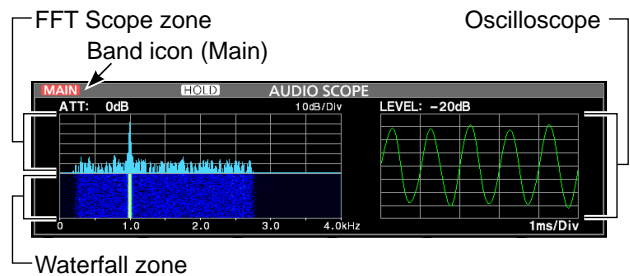 FFT Scope zone
Oscilloscope
Band icon (Main)
MAIN HOLD AUDIO SCOPE
ATT: 0dB 10dB/Div LEVEL: -20dB
0 1.0 2.0 3.0 4.0kHz 1ms/Div
Waterfall zone